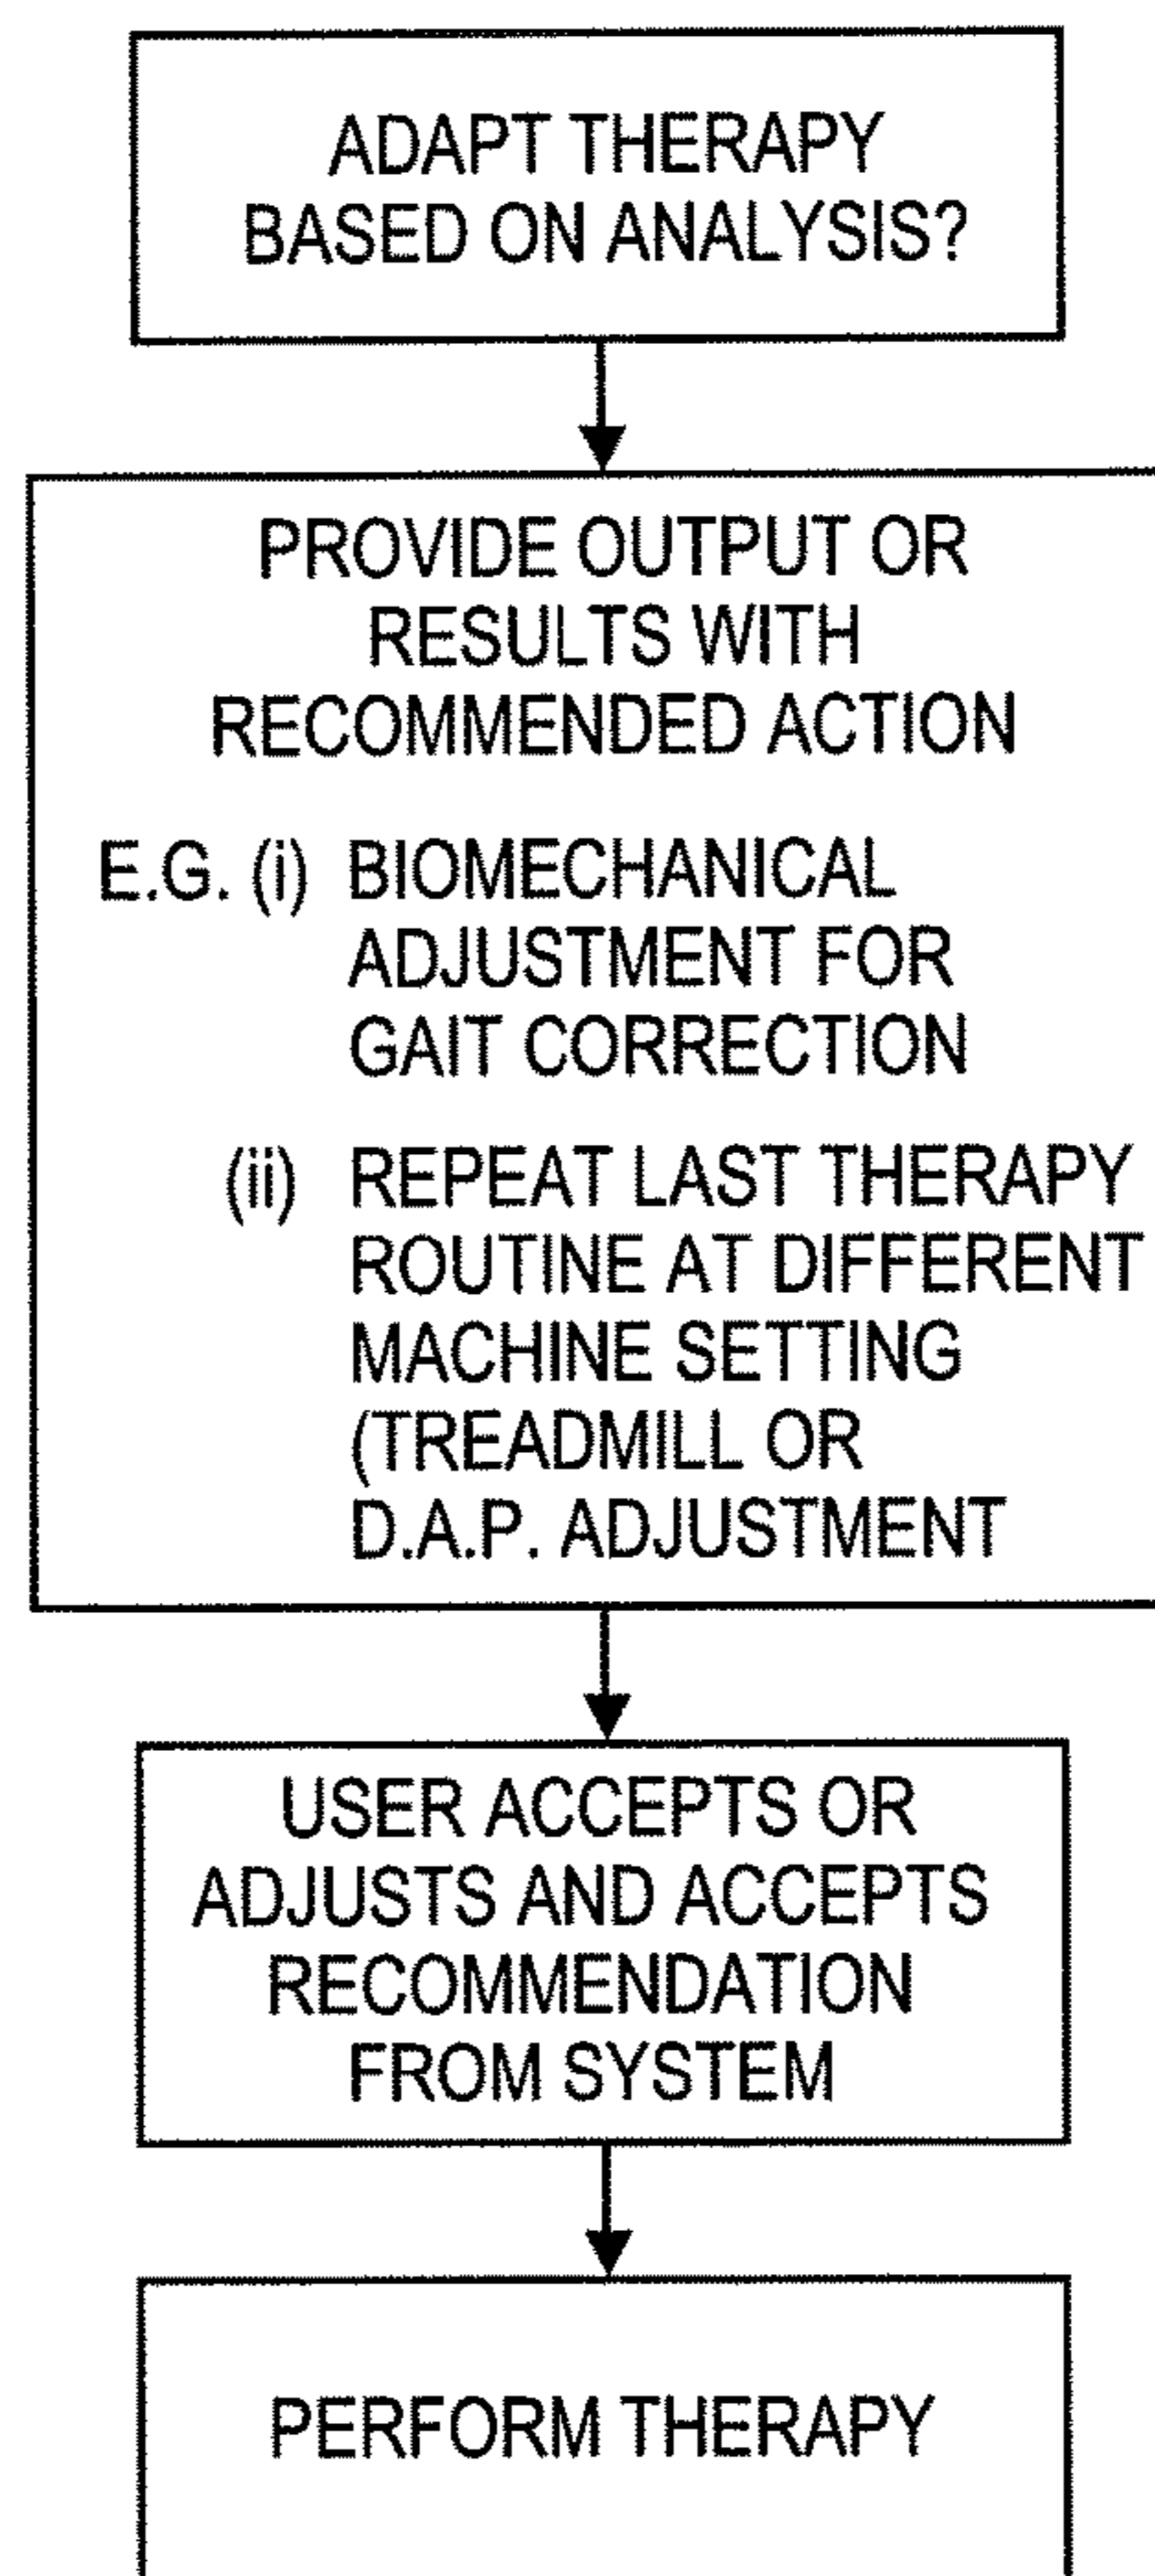 ADAPT THERAPY
BASED ON ANALYSIS?
PROVIDE OUTPUT OR
RESULTS WITH
RECOMMENDED ACTION
E.G. (i) BIOMECHANICAL
ADJUSTMENT FOR
GAIT CORRECTION
(ii) REPEAT LAST THERAPY
ROUTINE AT DIFFERENT
MACHINE SETTING
(TREADMILL OR
D.A.P. ADJUSTMENT
USER ACCEPTS OR
ADJUSTS AND ACCEPTS
RECOMMENDATION
FROM SYSTEM
PERFORM THERAPY